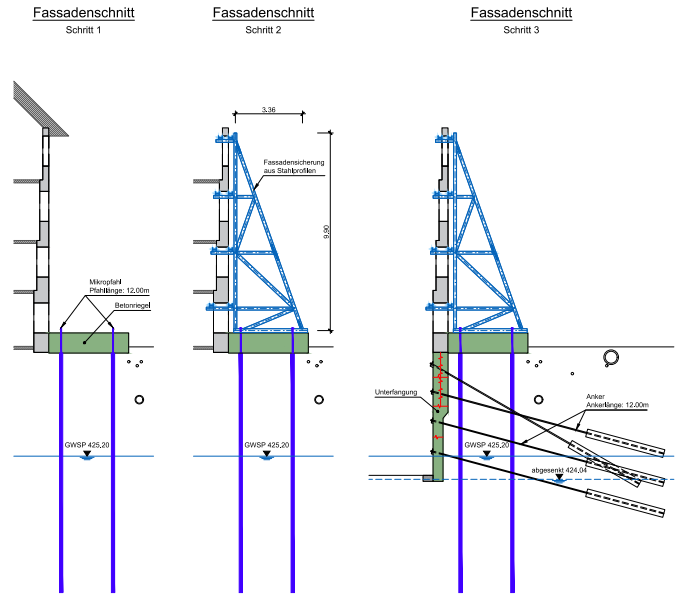 Fassadenschnitt
Schritt 1
Mikropfahl
Pfahllänge: 12.00m
Betonriegel
GWSP 425,20
Fassadenschnitt
Schritt 2
3.36
Fassadensicherung
aus Stahlprofilen
9.90
GWSP 425,20
Fassadenschnitt
Schritt 3
Unterfangung
Anker
Ankerlänge: 12.00m
GWSP 425,20
abgesenkt 424,04